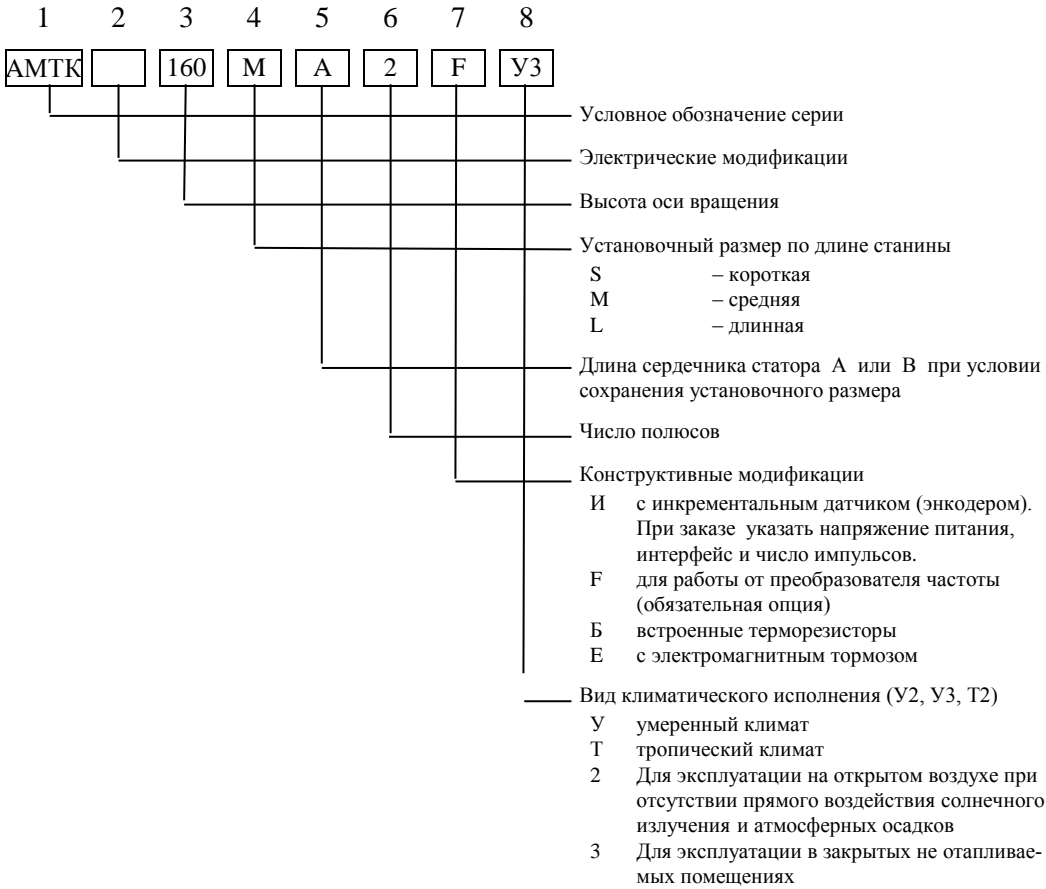 1 2 3 4 5 6 7 8
АМТК 160 М А 2 F У3
Условное обозначение серии
Электрические модификации
Высота оси вращения
Установочный размер по длине станины
S – короткая
M – средняя
L – длинная
Длина сердечника статора А или В при условии
сохранения установочного размера
Число полюсов
Конструктивные модификации
И с инкрементальным датчиком (энкодером).
При заказе указать напряжение питания,
интерфейс и число импульсов.
F для работы от преобразователя частоты
(обязательная опция)
Б встроенные терморезисторы
Е с электромагнитным тормозом
Вид климатического исполнения (У2, У3, Т2)
У умеренный климат
Т тропический климат
2 Для эксплуатации на открытом воздухе при
отсутствии прямого воздействия солнечного
излучения и атмосферных осадков
3 Для эксплуатации в закрытых не отапливае-
мых помещениях